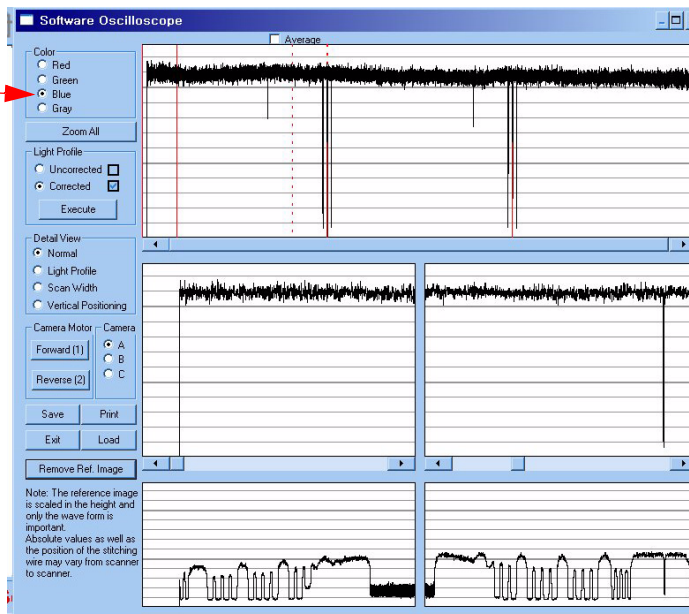 Software Oscilloscope
Average
Color
Red
Green
Blue
Gray
Zoom All
Light Profile
Uncorrected
Corrected
Execute
Detail View
Normal
Light Profile
Scan Width
Vertical Positioning
Camera Motor
Camera
Forward (1)
Reverse (2)
A
B
C
Save
Print
Exit
Load
Remove Ref. Image
Note: The reference image
is scaled in the height and
only the wave form is
important.
Absolute values as well as
the position of the stitching
wire may vary from scanner
to scanner.